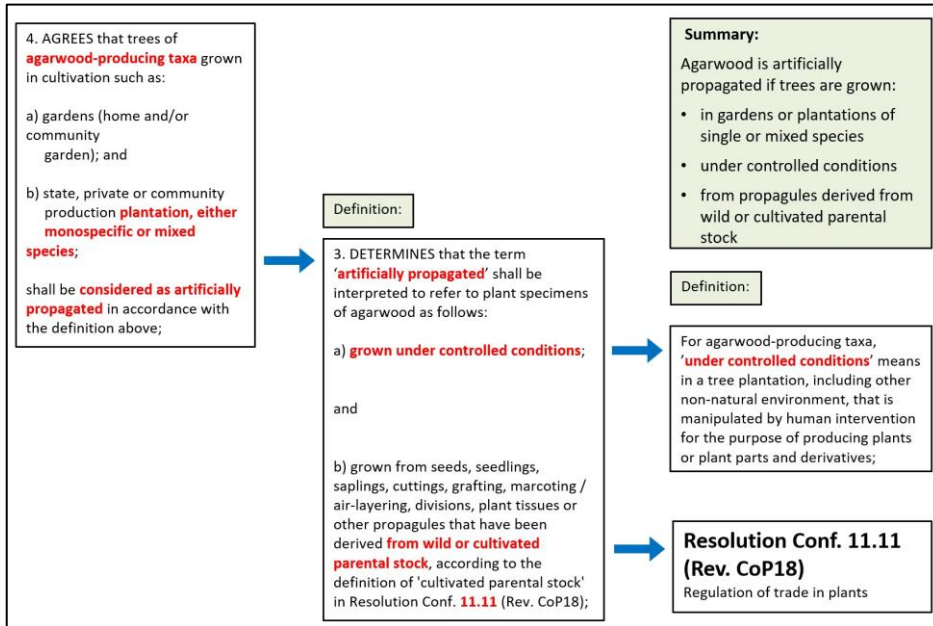 4. AGREES that trees of
agarwood-producing taxa grown
in cultivation such as:
a) gardens (home and/or
community
garden); and
b) state, private or community
production plantation, either
monospecific or mixed
species;
shall be considered as artificially
propagated in accordance with
the definition above;
Definition:
3. DETERMINES that the term
‘artificially propagated’ shall be
interpreted to refer to plant specimens
of agarwood as follows:
a) grown under controlled conditions;
and
b) grown from seeds, seedlings,
saplings, cuttings, grafting, marcoting /
air-layering, divisions, plant tissues or
other propagules that have been
derived from wild or cultivated
parental stock, according to the
definition of 'cultivated parental stock'
in Resolution Conf. 11.11 (Rev. CoP18);
Summary:
Agarwood is artificially
propagated if trees are grown:
• in gardens or plantations of
single or mixed species
• under controlled conditions
• from propagules derived from
wild or cultivated parental
stock
Definition:
For agarwood-producing taxa,
‘under controlled conditions’ means
in a tree plantation, including other
non-natural environment, that is
manipulated by human intervention
for the purpose of producing plants
or plant parts and derivatives;
Resolution Conf. 11.11
(Rev. CoP18)
Regulation of trade in plants